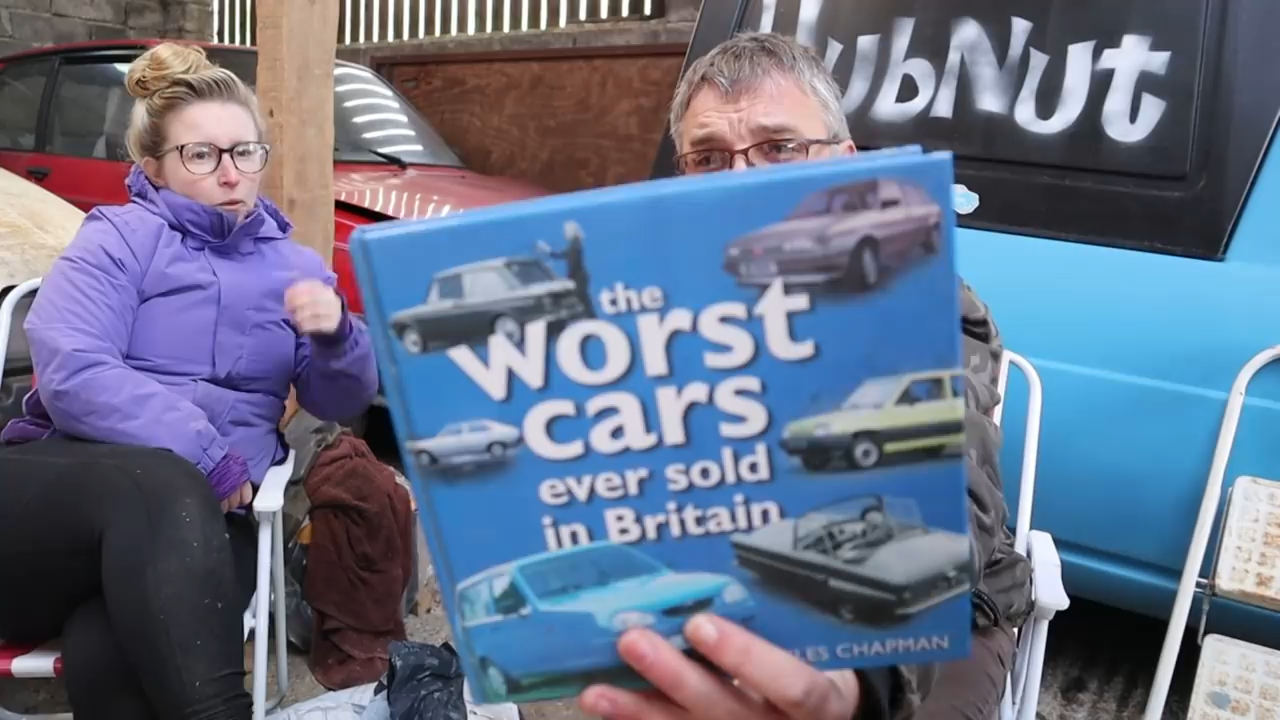 HubNut
the
worst
cars
ever sold
in Britain
LES CHAPMAN